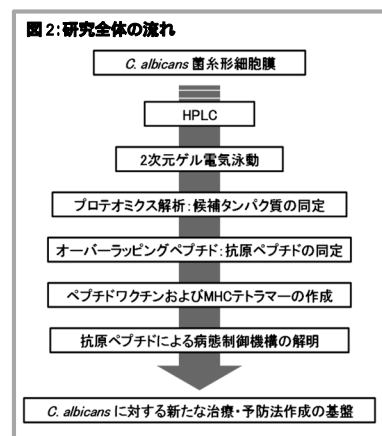 図2:研究全体の流れ
C. albicans 菌糸形細胞膜
HPLC
2次元ゲル電気泳動
プロテオミクス解析:候補タンパク質の同定
オーバーラッピングペプチド:抗原ペプチドの同定
ペプチドワクチンおよびMHCテトラマーの作成
抗原ペプチドによる病態制御機構の解明
C. albicans に対する新たな治療・予防法作成の基盤